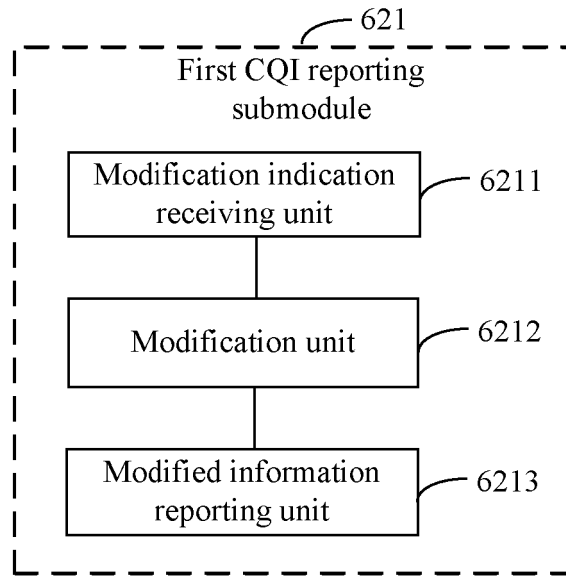 621
First CQI reporting
submodule
Modification indication
receiving unit
6211
Modification unit
6212
Modified information
reporting unit
6213